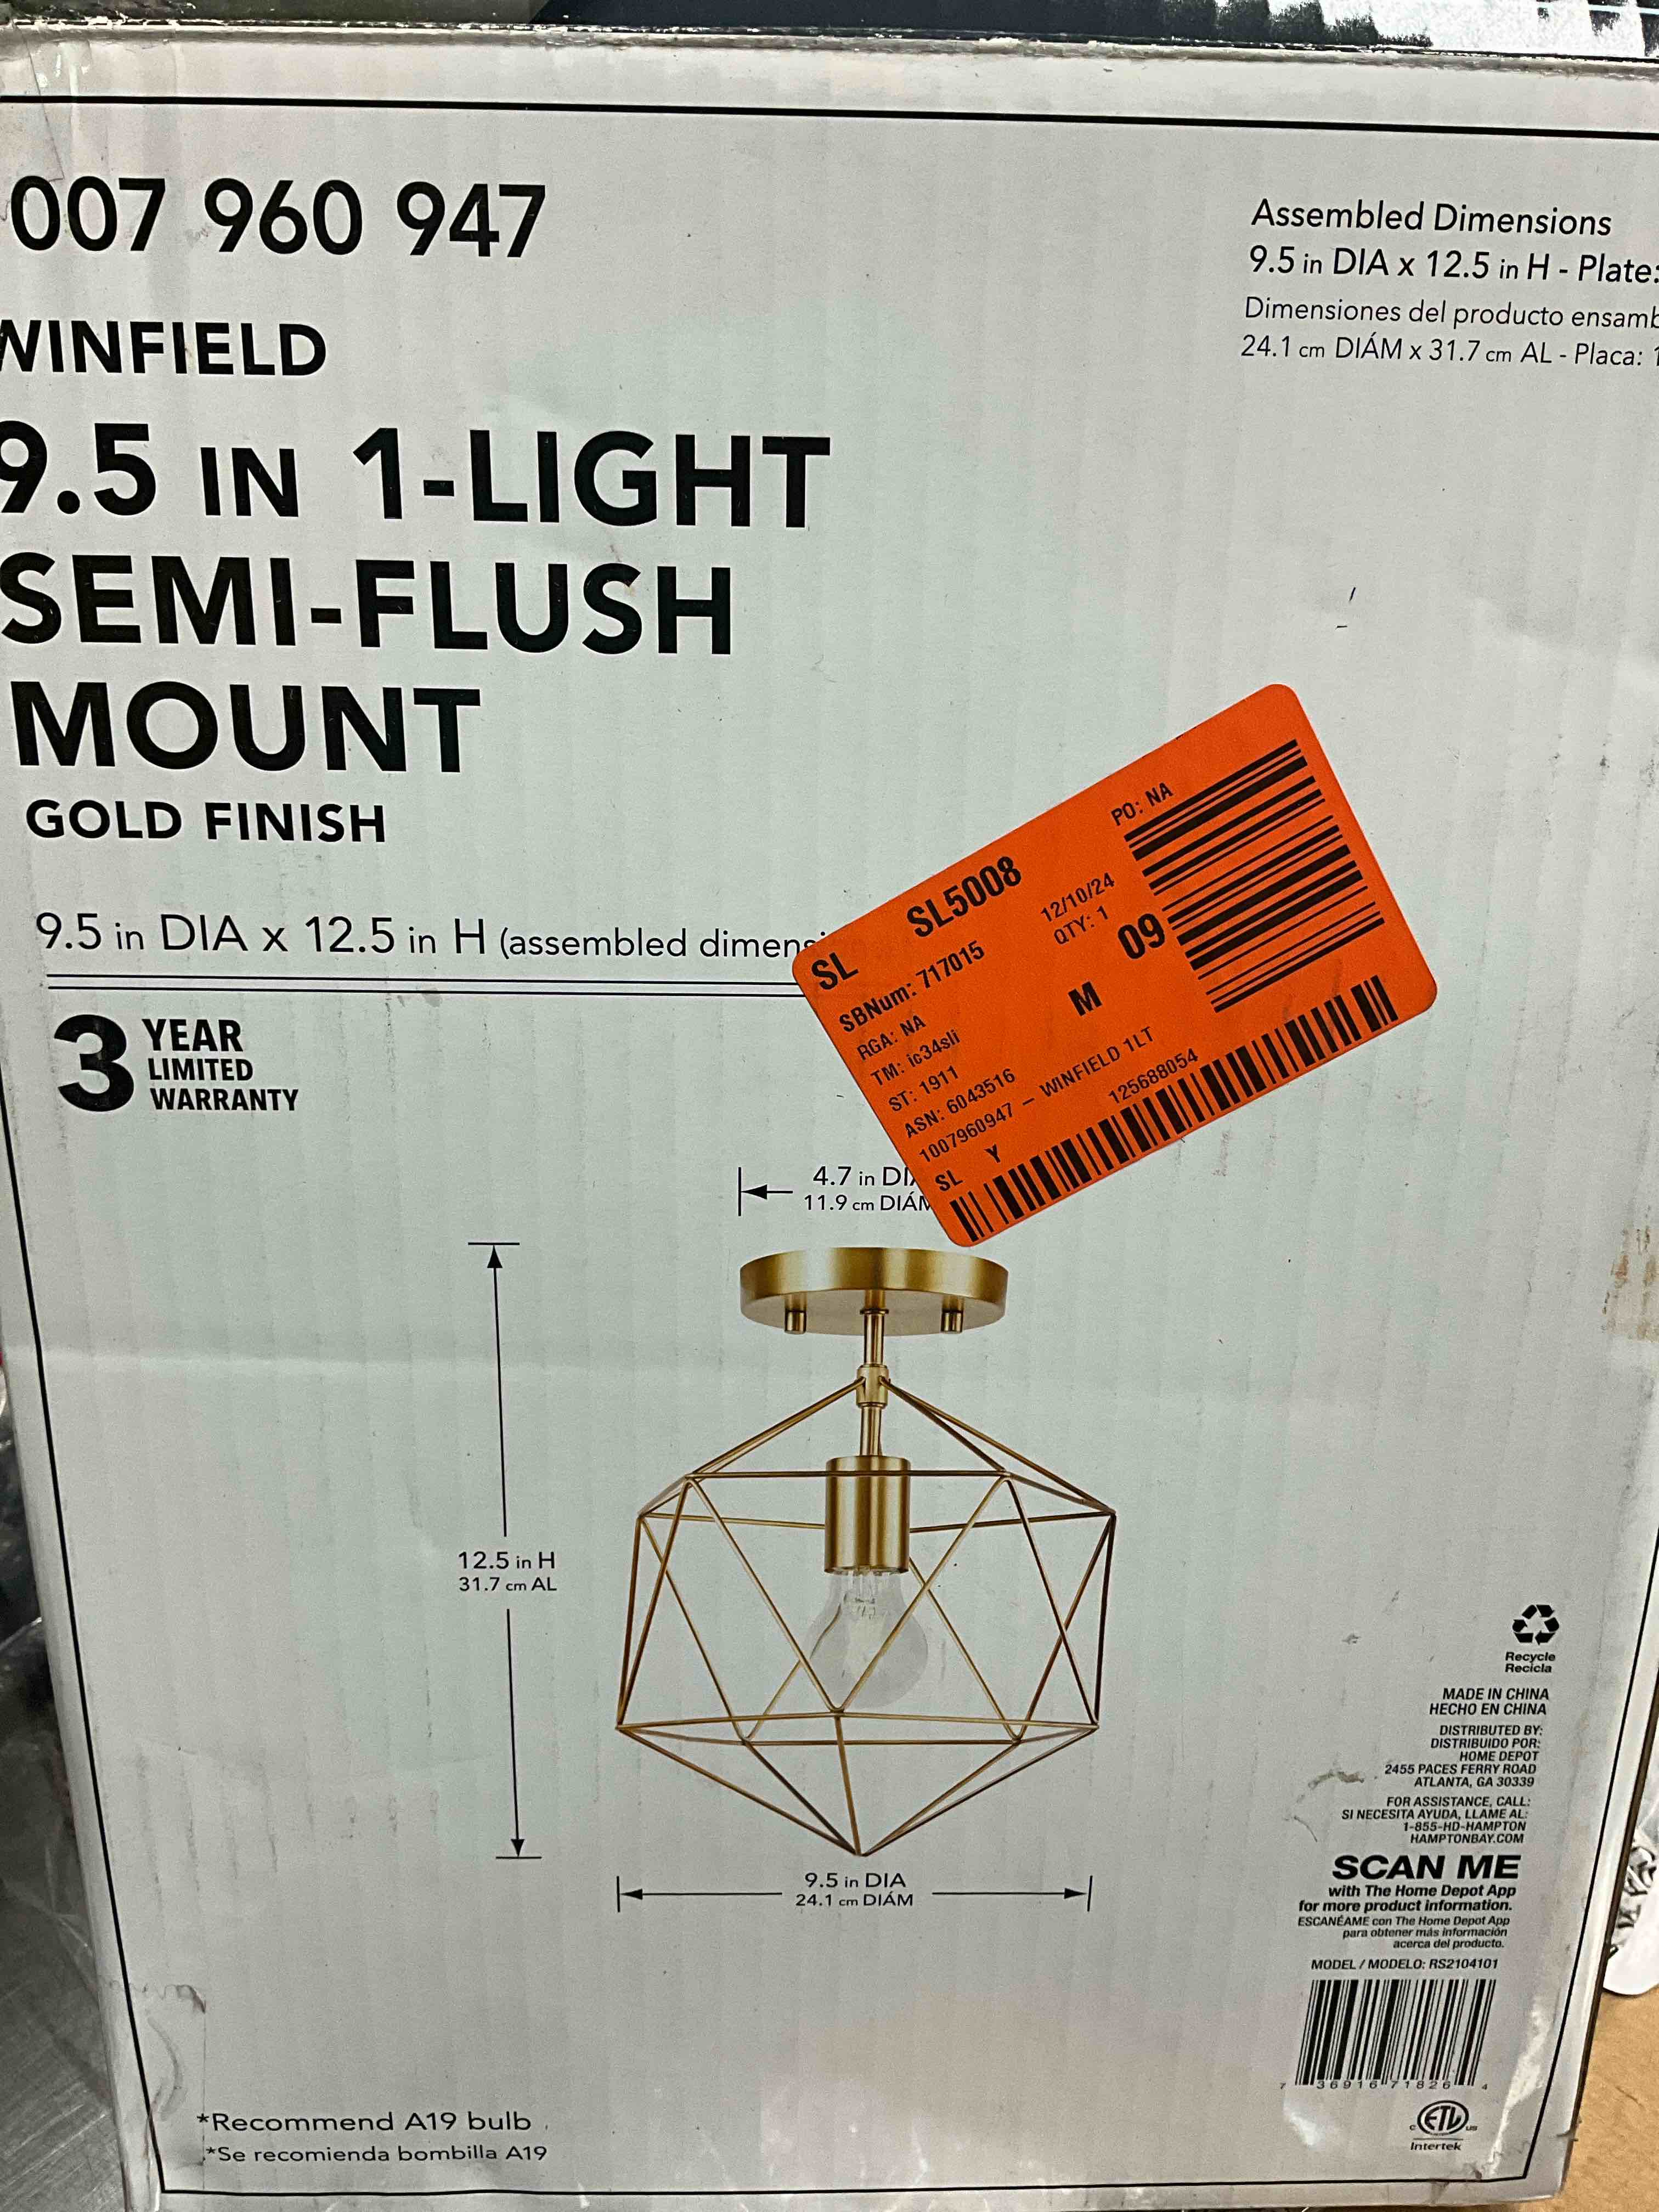 007 960 947
WINFIELD
9.5 IN 1-LIGHT
SEMI-FLUSH
MOUNT
GOLD FINISH
9.5 in DIA x 12.5 in H (assembled
3 YEAR
LIMITED
WARRANTY
Assembled Dimensions
9.5 in DIA x 12.5 in H - Plate:
Dimensiones del producto
24.1 cm DIÁM x 31.7 cm AL - Placa:
SL SL5008 PO: NA
SBNum: 717015 12/10/24
RGA: NA QTY: 1
TM: ic34sli M 09
ST: 1911
ASN: 6043516
1007960947 — WINFIELD 1LT
SL Y 125688054
4.7 in
11.9 cm
12.5 in H
31.7 cm AL
9.5 in DIA
24.1 cm DIÁM
Recycle
Recicla
MADE IN CHINA
HECHO EN CHINA
DISTRIBUTED BY:
DISTRIBUIDO POR:
HOME DEPOT
2455 PACES FERRY ROAD
ATLANTA, GA 30339
FOR ASSISTANCE, CALL:
SI NECESITA AYUDA, LLAME AL:
1-855-HD-HAMPTON
HAMPTONBAY.COM
SCAN ME
with The Home Depot App
for more product information.
ESCANÉAME con The Home Depot App
para obtener más información
acerca del producto.
MODEL / MODELO: RS2104101
7 36916 71826 4
C ETL US
Intertek
*Recommend A19 bulb
*Se recomienda bombilla A19